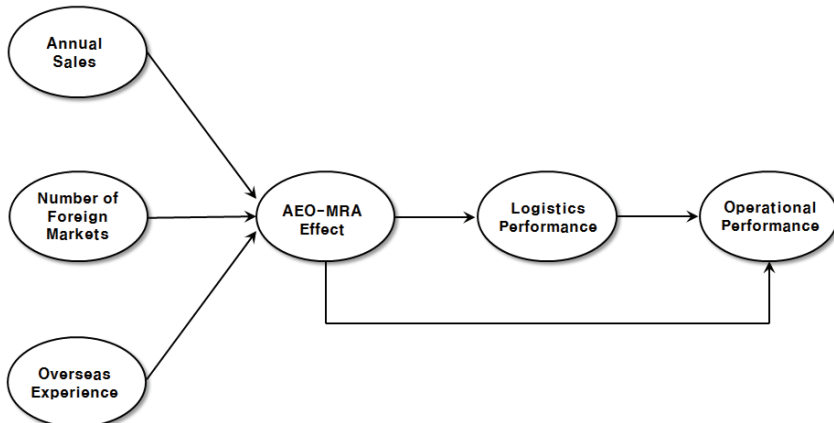 Annual
Sales
Number of
Foreign
Markets
AEO-MRA
Effect
Logistics
Performance
Operational
Performance
Overseas
Experience